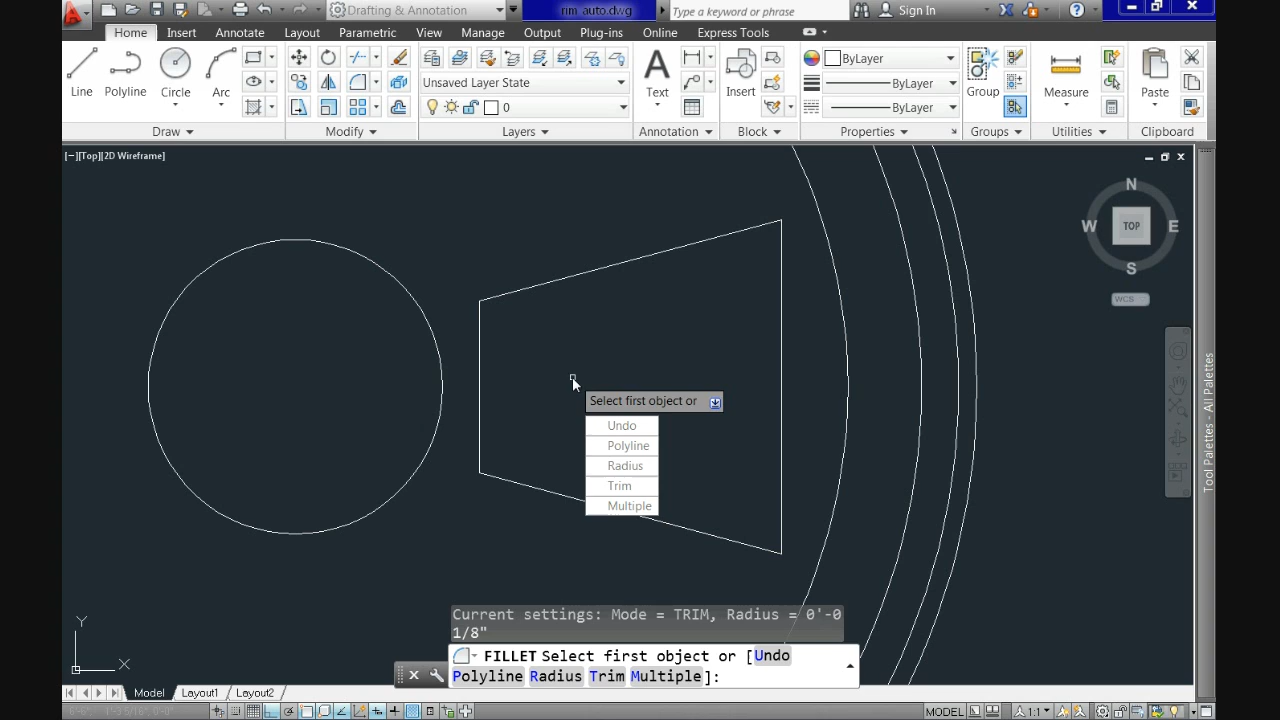 Drafting & Annotation
rim_auto.dwg
Type a keyword or phrase
Sign In
Home Insert Annotate Layout Parametric View Manage Output Plug-ins Online Express Tools
Unsaved Layer State
0
Line Polyline Circle Arc
Text Insert
ByLayer
ByLayer
ByLayer
Group Measure Paste
Draw Modify Layers Annotation Block Properties Groups Utilities Clipboard
[−][Top][2D Wireframe]
N
W TOP E
S
WCS
Select first object or
Undo
Polyline
Radius
Trim
Multiple
Tool Palettes - All Palettes
Current settings: Mode = TRIM, Radius = 0'-0
1/8"
FILLET Select first object or [Undo
Polyline Radius Trim Multiple]:
Y
X
Model Layout1 Layout2
MODEL 1:1